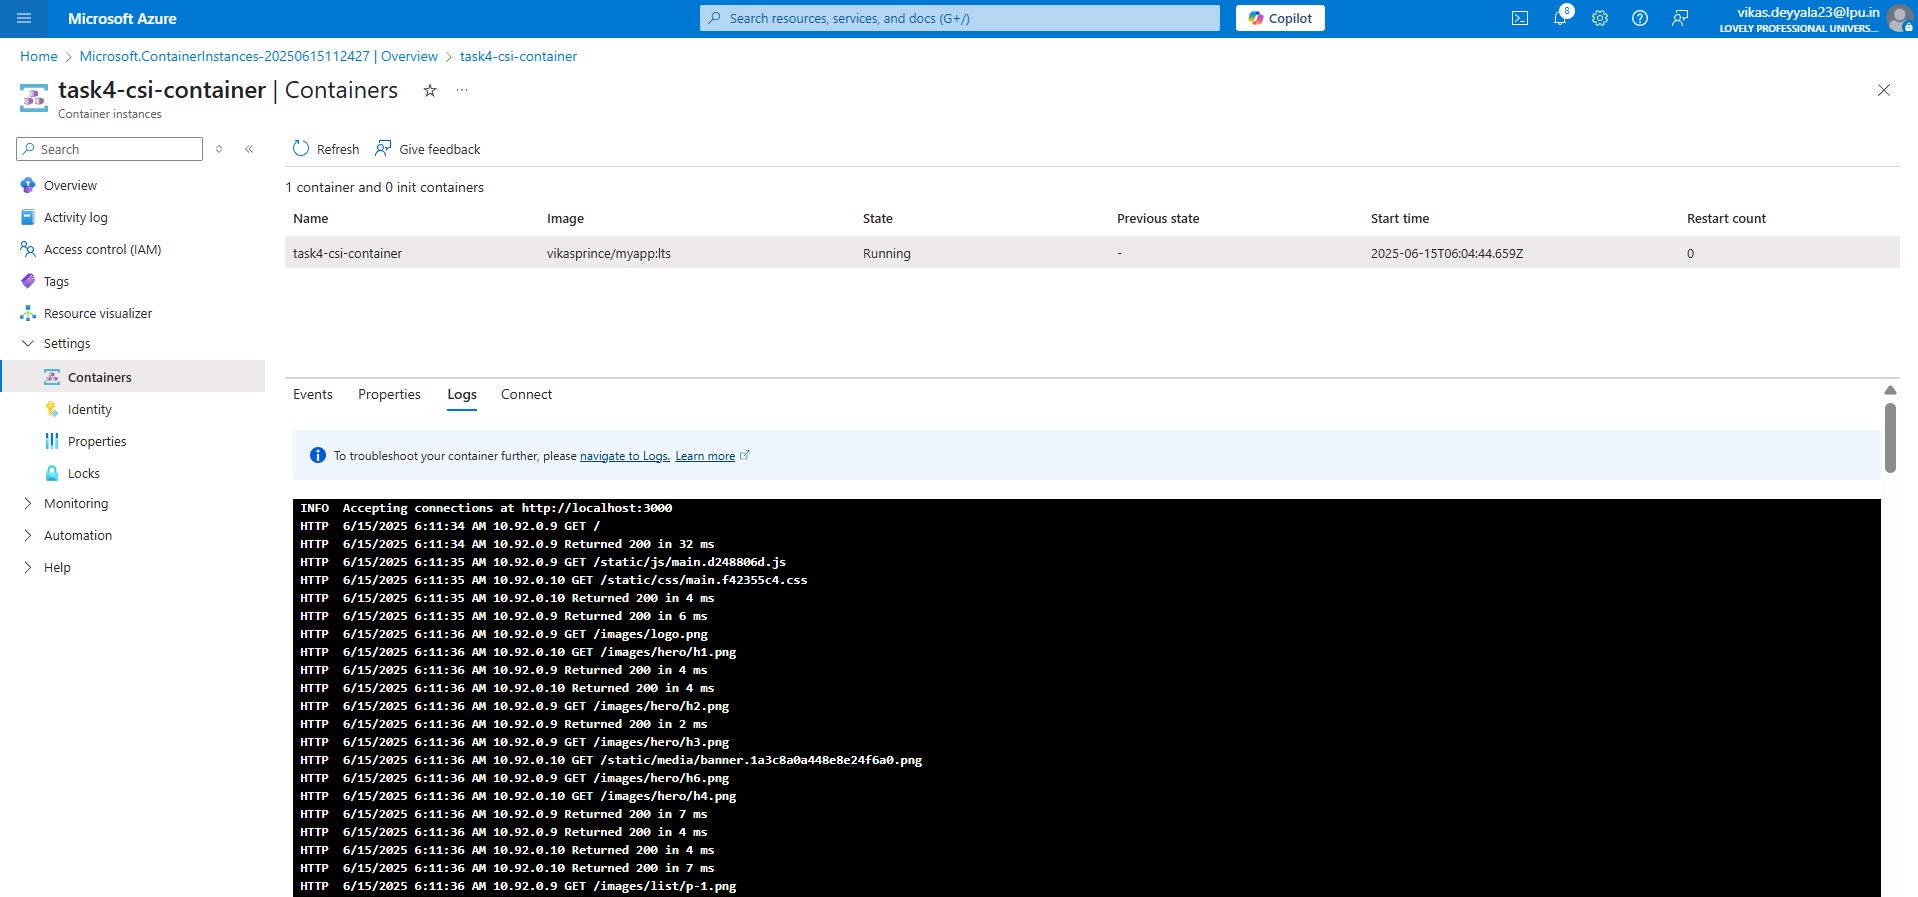 Microsoft Azure
Search resources, services, and docs (G+/)
Copilot
8
vikas.deyyala23@lpu.in
LOVELY PROFESSIONAL UNIVERS...
Home > Microsoft.ContainerInstances-20250615112427 | Overview > task4-csi-container
task4-csi-container | Containers
Container instances
Search
Refresh
Give feedback
Overview
Activity log
Access control (IAM)
Tags
Resource visualizer
Settings
Containers
Identity
Properties
Locks
Monitoring
Automation
Help
1 container and 0 init containers
Name Image State Previous state Start time Restart count
task4-csi-container vikasprince/myapp:lts Running - 2025-06-15T06:04:44.659Z 0
Events Properties Logs Connect
To troubleshoot your container further, please navigate to Logs. Learn more
INFO Accepting connections at http://localhost:3000
HTTP 6/15/2025 6:11:34 AM 10.92.0.9 GET /
HTTP 6/15/2025 6:11:34 AM 10.92.0.9 Returned 200 in 32 ms
HTTP 6/15/2025 6:11:35 AM 10.92.0.9 GET /static/js/main.d248806d.js
HTTP 6/15/2025 6:11:35 AM 10.92.0.10 GET /static/css/main.f42355c4.css
HTTP 6/15/2025 6:11:35 AM 10.92.0.10 Returned 200 in 4 ms
HTTP 6/15/2025 6:11:35 AM 10.92.0.9 Returned 200 in 6 ms
HTTP 6/15/2025 6:11:36 AM 10.92.0.9 GET /images/logo.png
HTTP 6/15/2025 6:11:36 AM 10.92.0.10 GET /images/hero/h1.png
HTTP 6/15/2025 6:11:36 AM 10.92.0.9 Returned 200 in 4 ms
HTTP 6/15/2025 6:11:36 AM 10.92.0.10 Returned 200 in 4 ms
HTTP 6/15/2025 6:11:36 AM 10.92.0.9 GET /images/hero/h2.png
HTTP 6/15/2025 6:11:36 AM 10.92.0.9 Returned 200 in 2 ms
HTTP 6/15/2025 6:11:36 AM 10.92.0.9 GET /images/hero/h3.png
HTTP 6/15/2025 6:11:36 AM 10.92.0.10 GET /static/media/banner.1a3c8a0a448e8e24f6a0.png
HTTP 6/15/2025 6:11:36 AM 10.92.0.9 GET /images/hero/h6.png
HTTP 6/15/2025 6:11:36 AM 10.92.0.10 GET /images/hero/h4.png
HTTP 6/15/2025 6:11:36 AM 10.92.0.9 Returned 200 in 7 ms
HTTP 6/15/2025 6:11:36 AM 10.92.0.9 Returned 200 in 4 ms
HTTP 6/15/2025 6:11:36 AM 10.92.0.10 Returned 200 in 4 ms
HTTP 6/15/2025 6:11:36 AM 10.92.0.10 Returned 200 in 7 ms
HTTP 6/15/2025 6:11:36 AM 10.92.0.9 GET /images/list/p-1.png